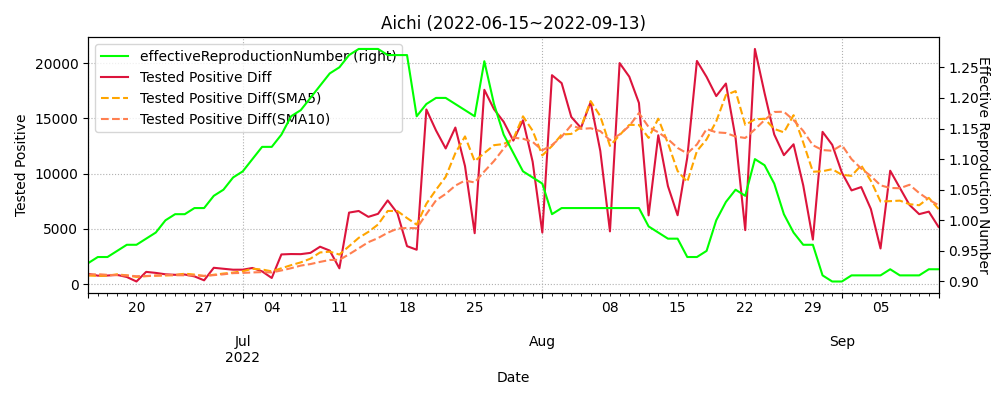 Aichi (2022-06-15~2022-09-13)
effectiveReproductionNumber (right)
Tested Positive Diff
Tested Positive Diff(SMA5)
Tested Positive Diff(SMA10)
Tested Positive
20000
15000
10000
5000
0
1.25
1.20
1.15
1.10
1.05
1.00
0.95
0.90
Effective Reproduction Number
20 27 04 11 18 25 08 15 22 29 05
Jul Aug Sep
2022
Date